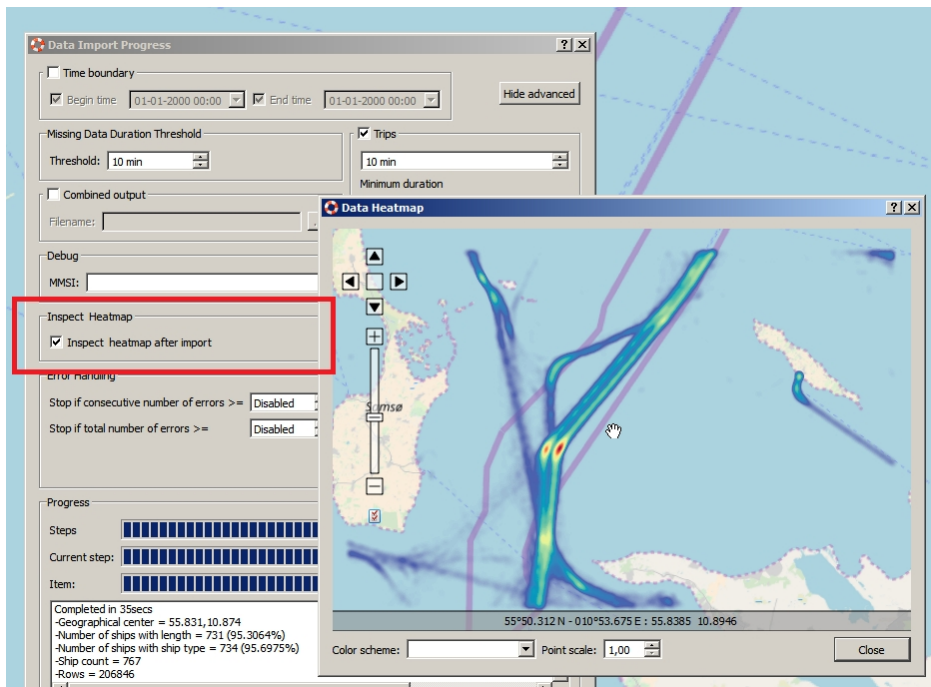 Data Import Progress
Time boundary
Begin time 01-01-2000 00:00 End time 01-01-2000 00:00
Hide advanced
Missing Data Duration Threshold
Threshold: 10 min
Trips
10 min
Minimum duration
Combined output
Filename:
Debug
MMSI:
Inspect Heatmap
Inspect heatmap after import
Error Handling
Stop if consecutive number of errors >= Disabled
Stop if total number of errors >= Disabled
Progress
Steps
Current step:
Item:
Completed in 35secs
-Geographical center = 55.831,10.874
-Number of ships with length = 731 (95.3064%)
-Number of ships with ship type = 734 (95.6975%)
-Ship count = 767
-Rows = 206846
Data Heatmap
Samsø
55°50.312 N - 010°53.675 E : 55.8385 10.8946
Color scheme:
Point scale: 1,00
Close